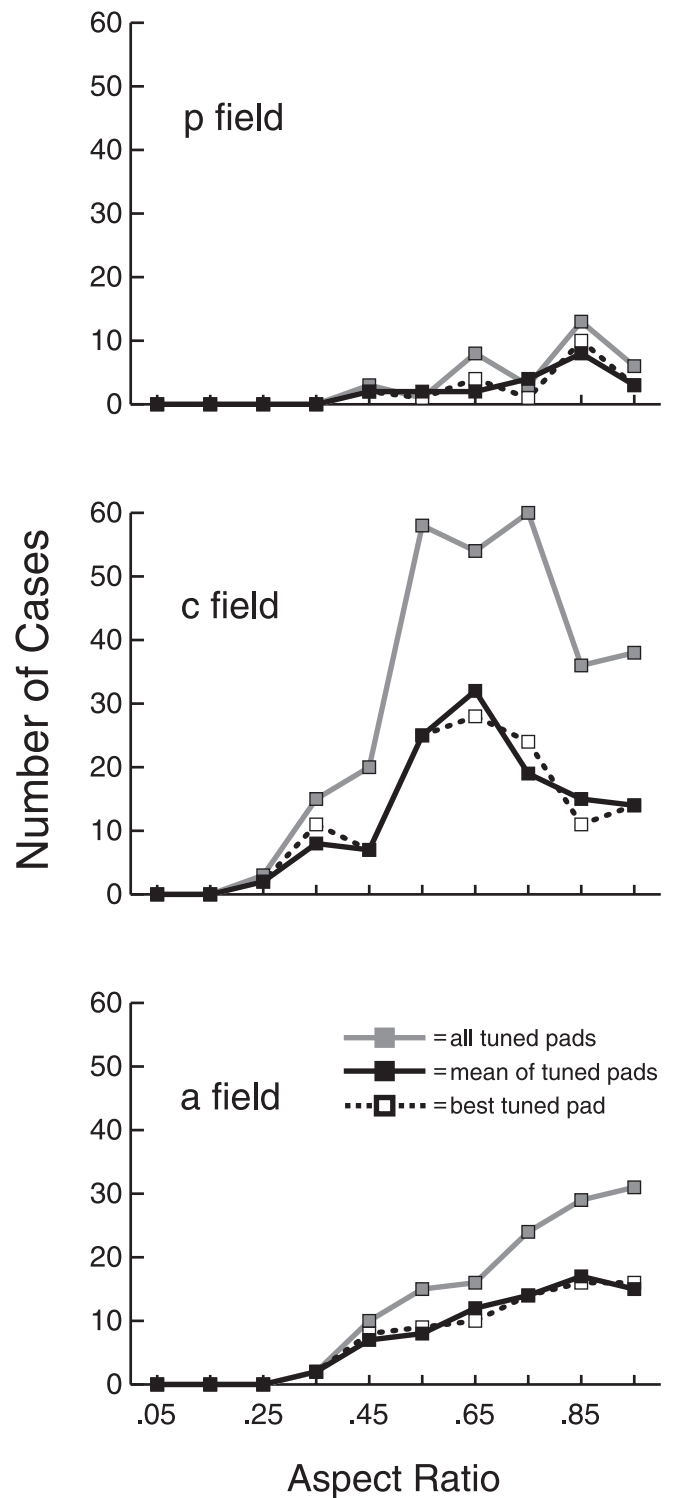 60
50
p field
40
30
20
10
0
Number of Cases
60
50
c field
40
30
20
10
0
60
=all tuned pads
50
=mean of tuned pads
a field
=best tuned pad
40
30
20
10
0
.05 .25 .45 .65 .85
Aspect Ratio